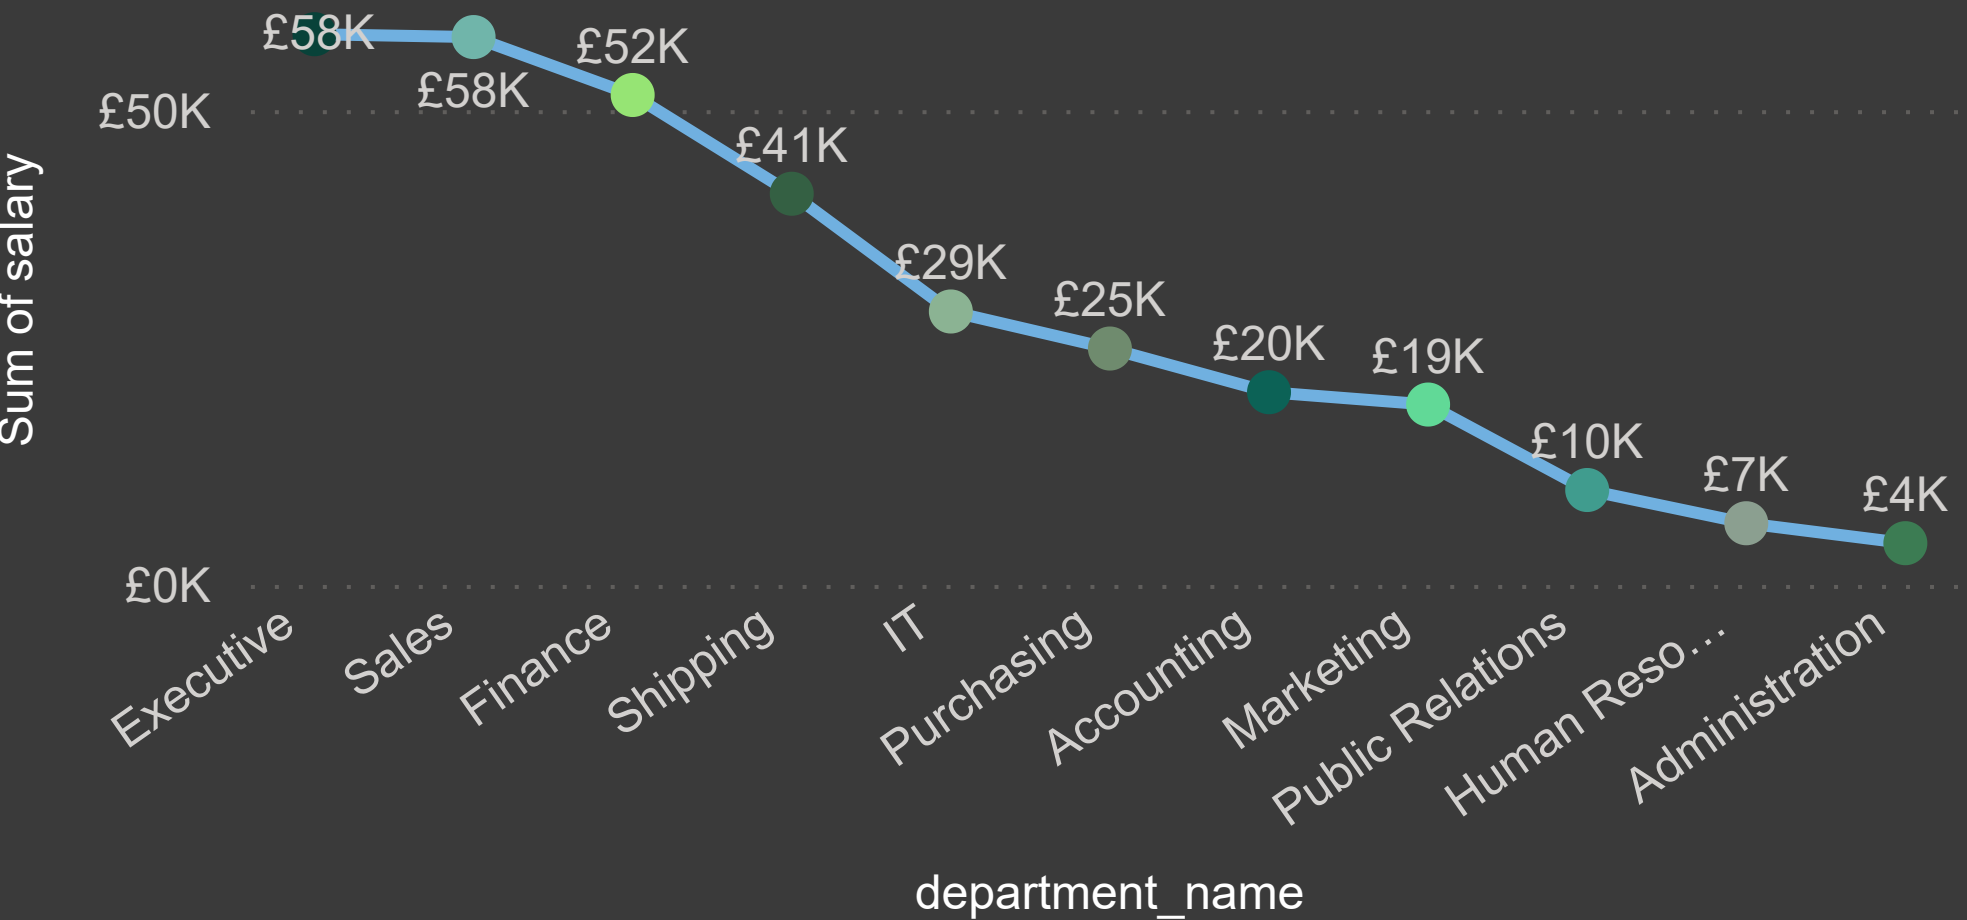 £58K
£58K
£52K
£41K
£29K
£25K
£20K
£19K
£10K
£7K
£4K
£50K
£0K
Sum of salary
Executive
Sales
Finance
Shipping
IT
Purchasing
Accounting
Marketing
Public Relations
Human Reso...
Administration
department_name